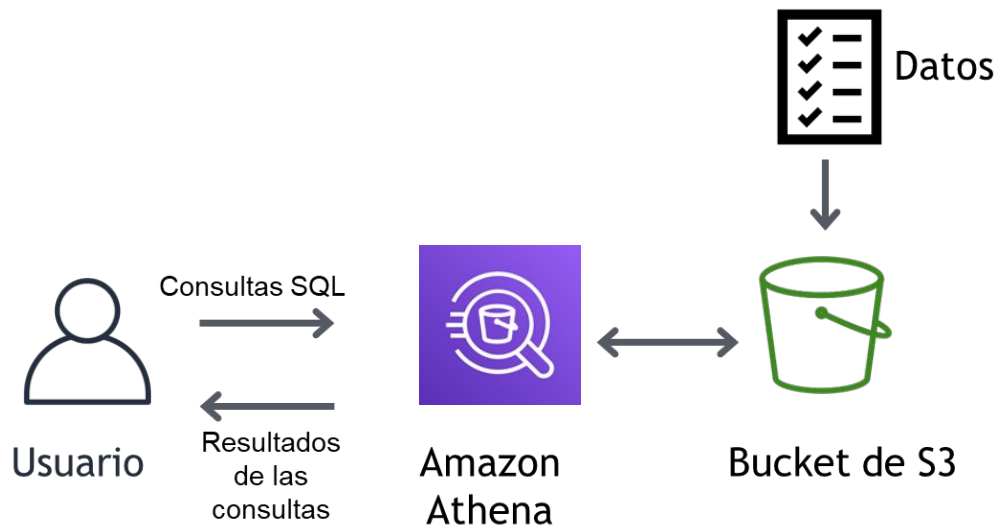 Datos
Consultas SQL
Resultados
de las
consultas
Usuario
Amazon
Athena
Bucket de S3